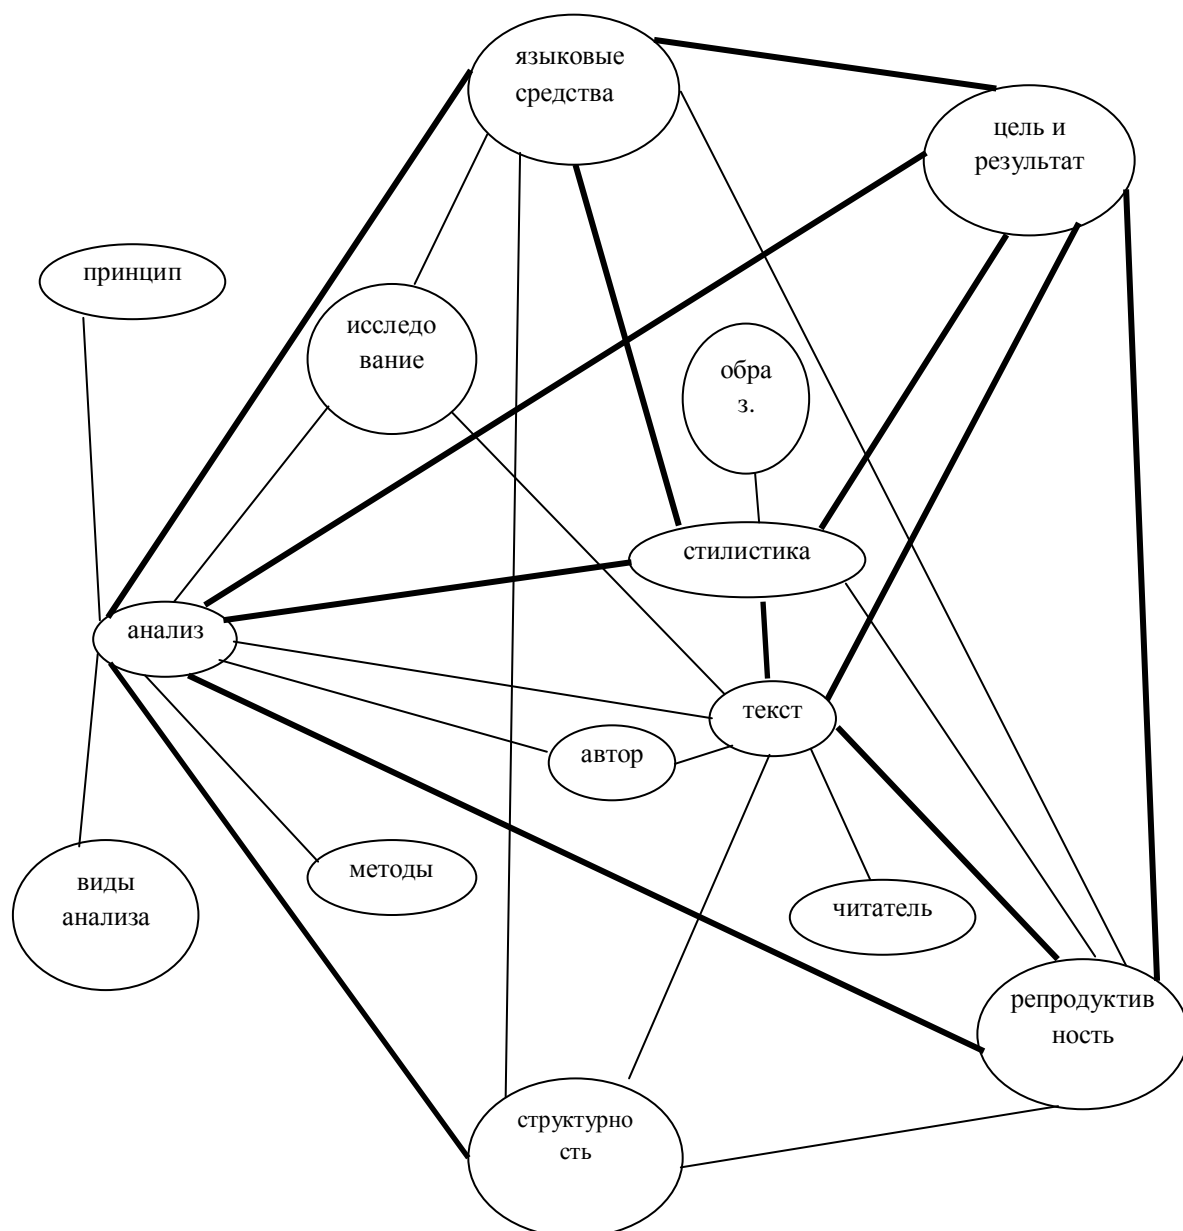 языковые
средства
цель и
результат
принцип
исследо
вание
обра
з.
стилистика
анализ
текст
автор
методы
виды
анализа
читатель
репродуктив
ность
структурно
сть